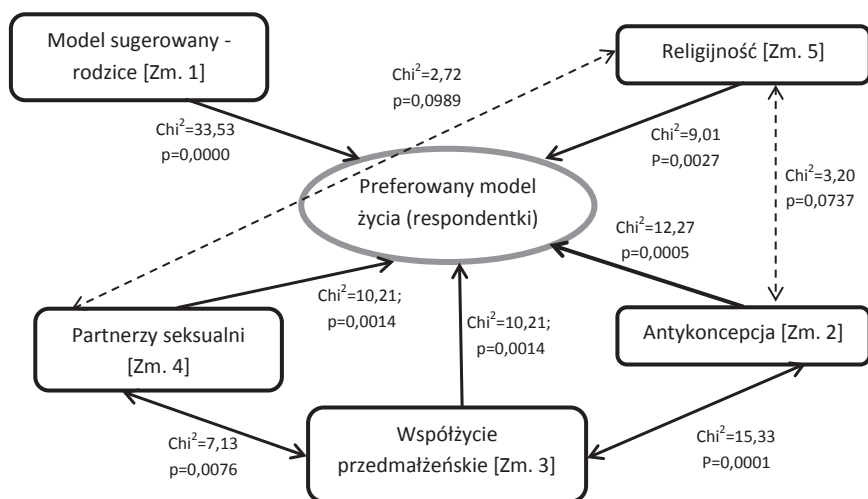 Model sugerowany -
rodzice [Zm. 1]
Religijność [Zm. 5]
Chi²=2,72
p=0,0989
Chi²=33,53
p=0,0000
Chi²=9,01
P=0,0027
Chi²=3,20
p=0,0737
Preferowany model
życia (respondentki)
Chi²=12,27
p=0,0005
Chi²=10,21;
p=0,0014
Chi²=10,21;
p=0,0014
Partnerzy seksualni
[Zm. 4]
Antykoncepcja [Zm. 2]
Chi²=7,13
p=0,0076
Współżycie
przedmałżeńskie [Zm. 3]
Chi²=15,33
P=0,0001